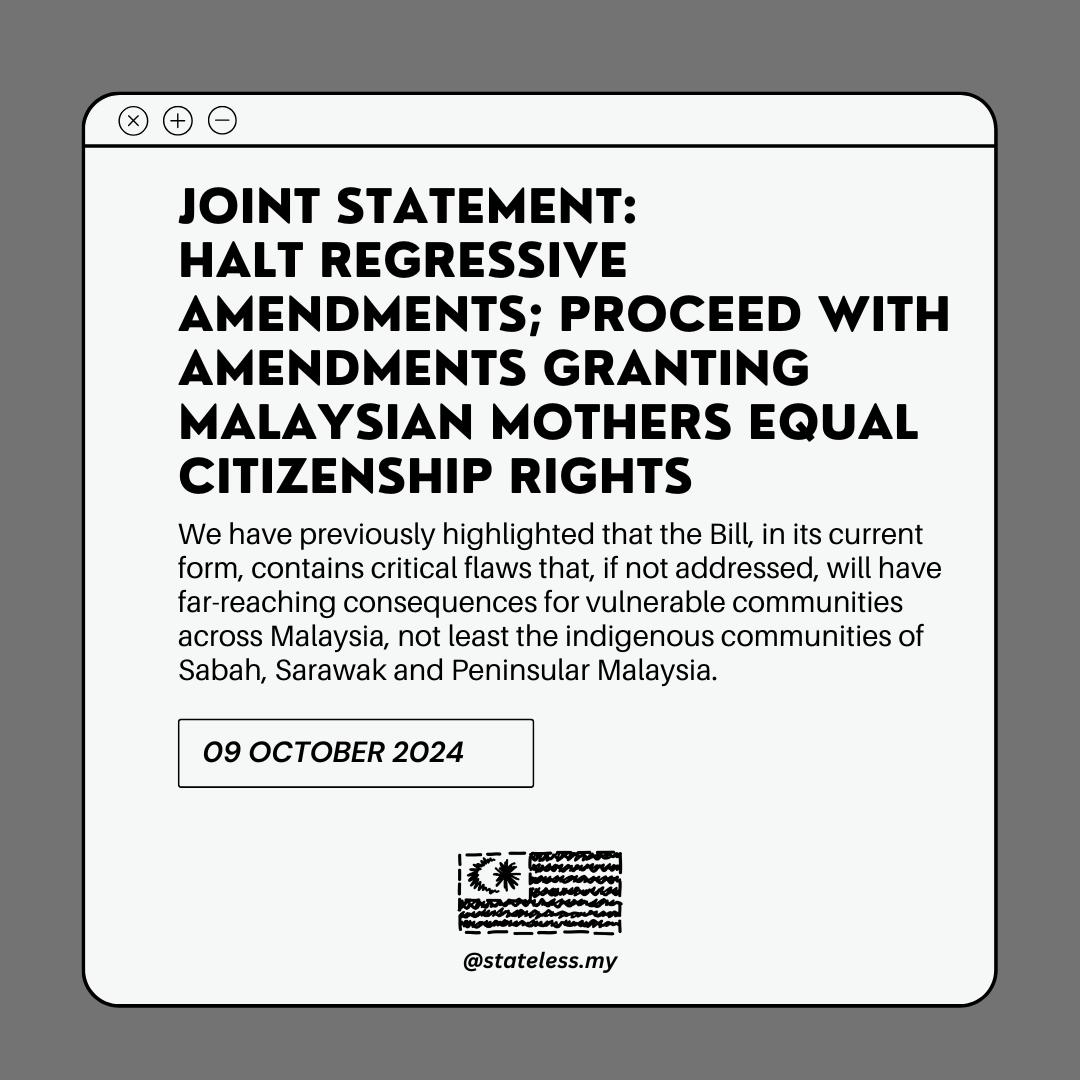 JOINT STATEMENT:
HALT REGRESSIVE
AMENDMENTS; PROCEED WITH
AMENDMENTS GRANTING
MALAYSIAN MOTHERS EQUAL
CITIZENSHIP RIGHTS
We have previously highlighted that the Bill, in its current
form, contains critical flaws that, if not addressed, will have
far-reaching consequences for vulnerable communities
across Malaysia, not least the indigenous communities of
Sabah, Sarawak and Peninsular Malaysia.
09 OCTOBER 2024
@stateless.my